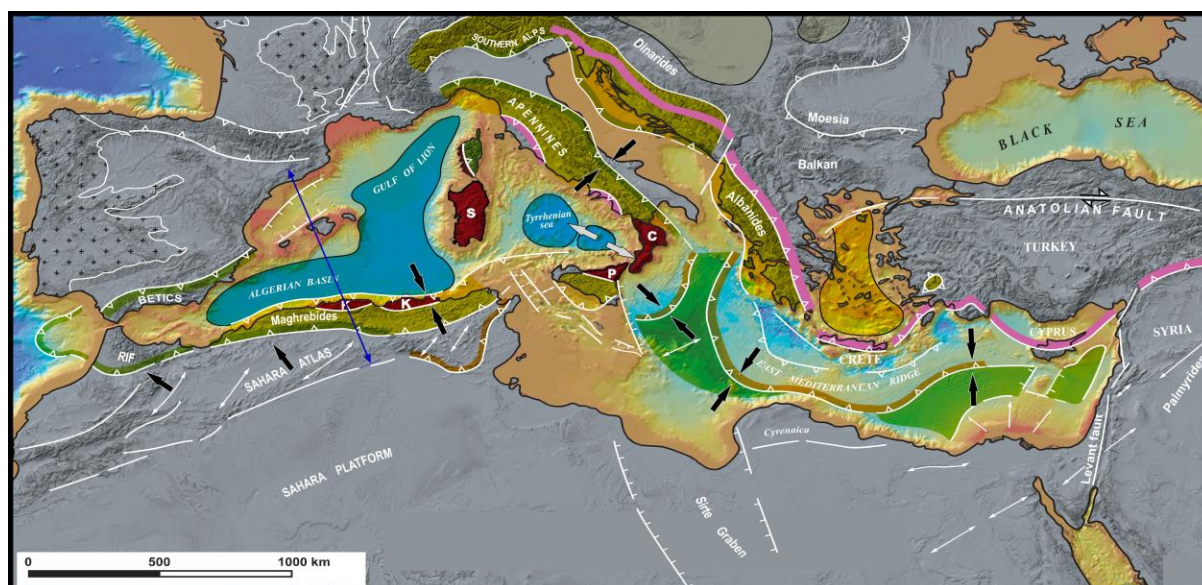 SOUTHERN ALPS
Dinarides
APENNINES
Moesia
BLACK SEA
GULF OF LION
Balkan
S
Tyrrhenian
sea
Albanides
ANATOLIAN FAULT
C
TURKEY
P
ALGERIAN BASIN
BETICS
K
K
Maghrebides
CYPRUS
SYRIA
RIF
CRETE
SAHARA ATLAS
EAST MEDITERRANEAN RIDGE
Palmyride
Cyrenaica
Levant fault
SAHARA PLATFORM
Sirte Graben
0 500 1000 km